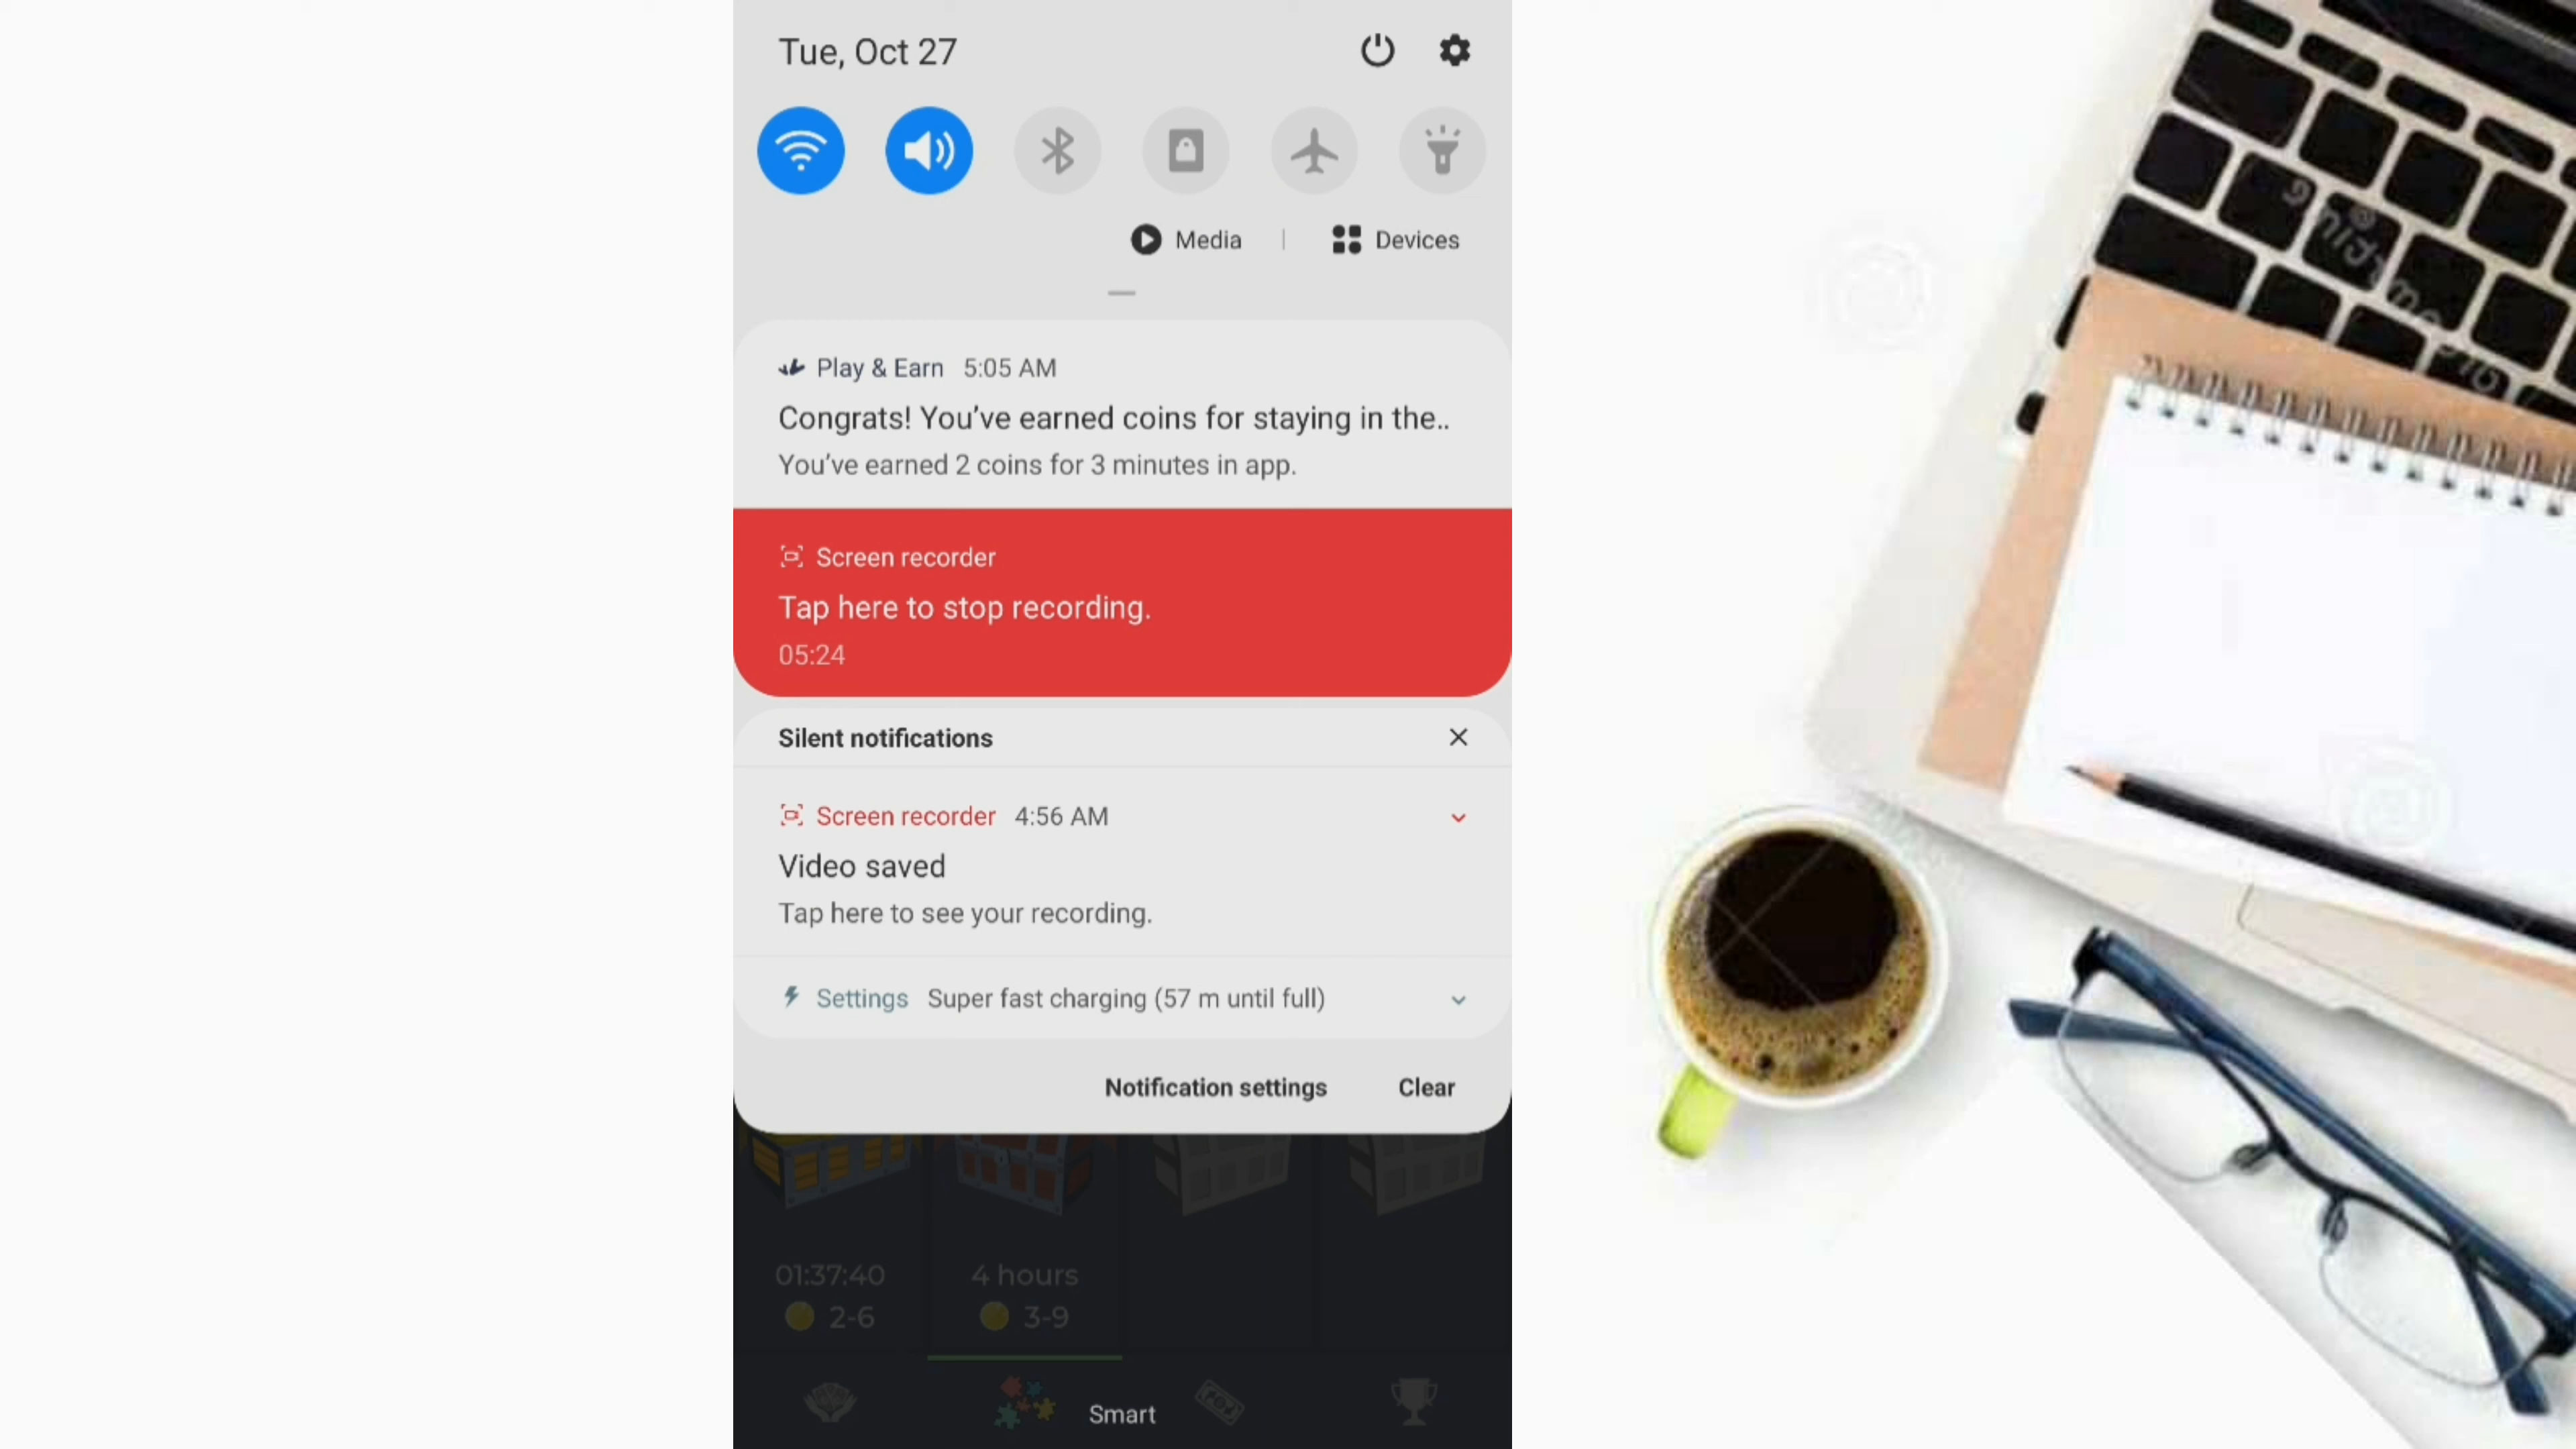 Tue, Oct 27
Media | Devices
Play & Earn 5:05 AM
Congrats! You've earned coins for staying in the..
You've earned 2 coins for 3 minutes in app.
Screen recorder
Tap here to stop recording.
05:24
Silent notifications
Screen recorder 4:56 AM
Video saved
Tap here to see your recording.
Settings Super fast charging (57 m until full)
Notification settings Clear
01:37:40 4 hours
2-6 3-9
Smart